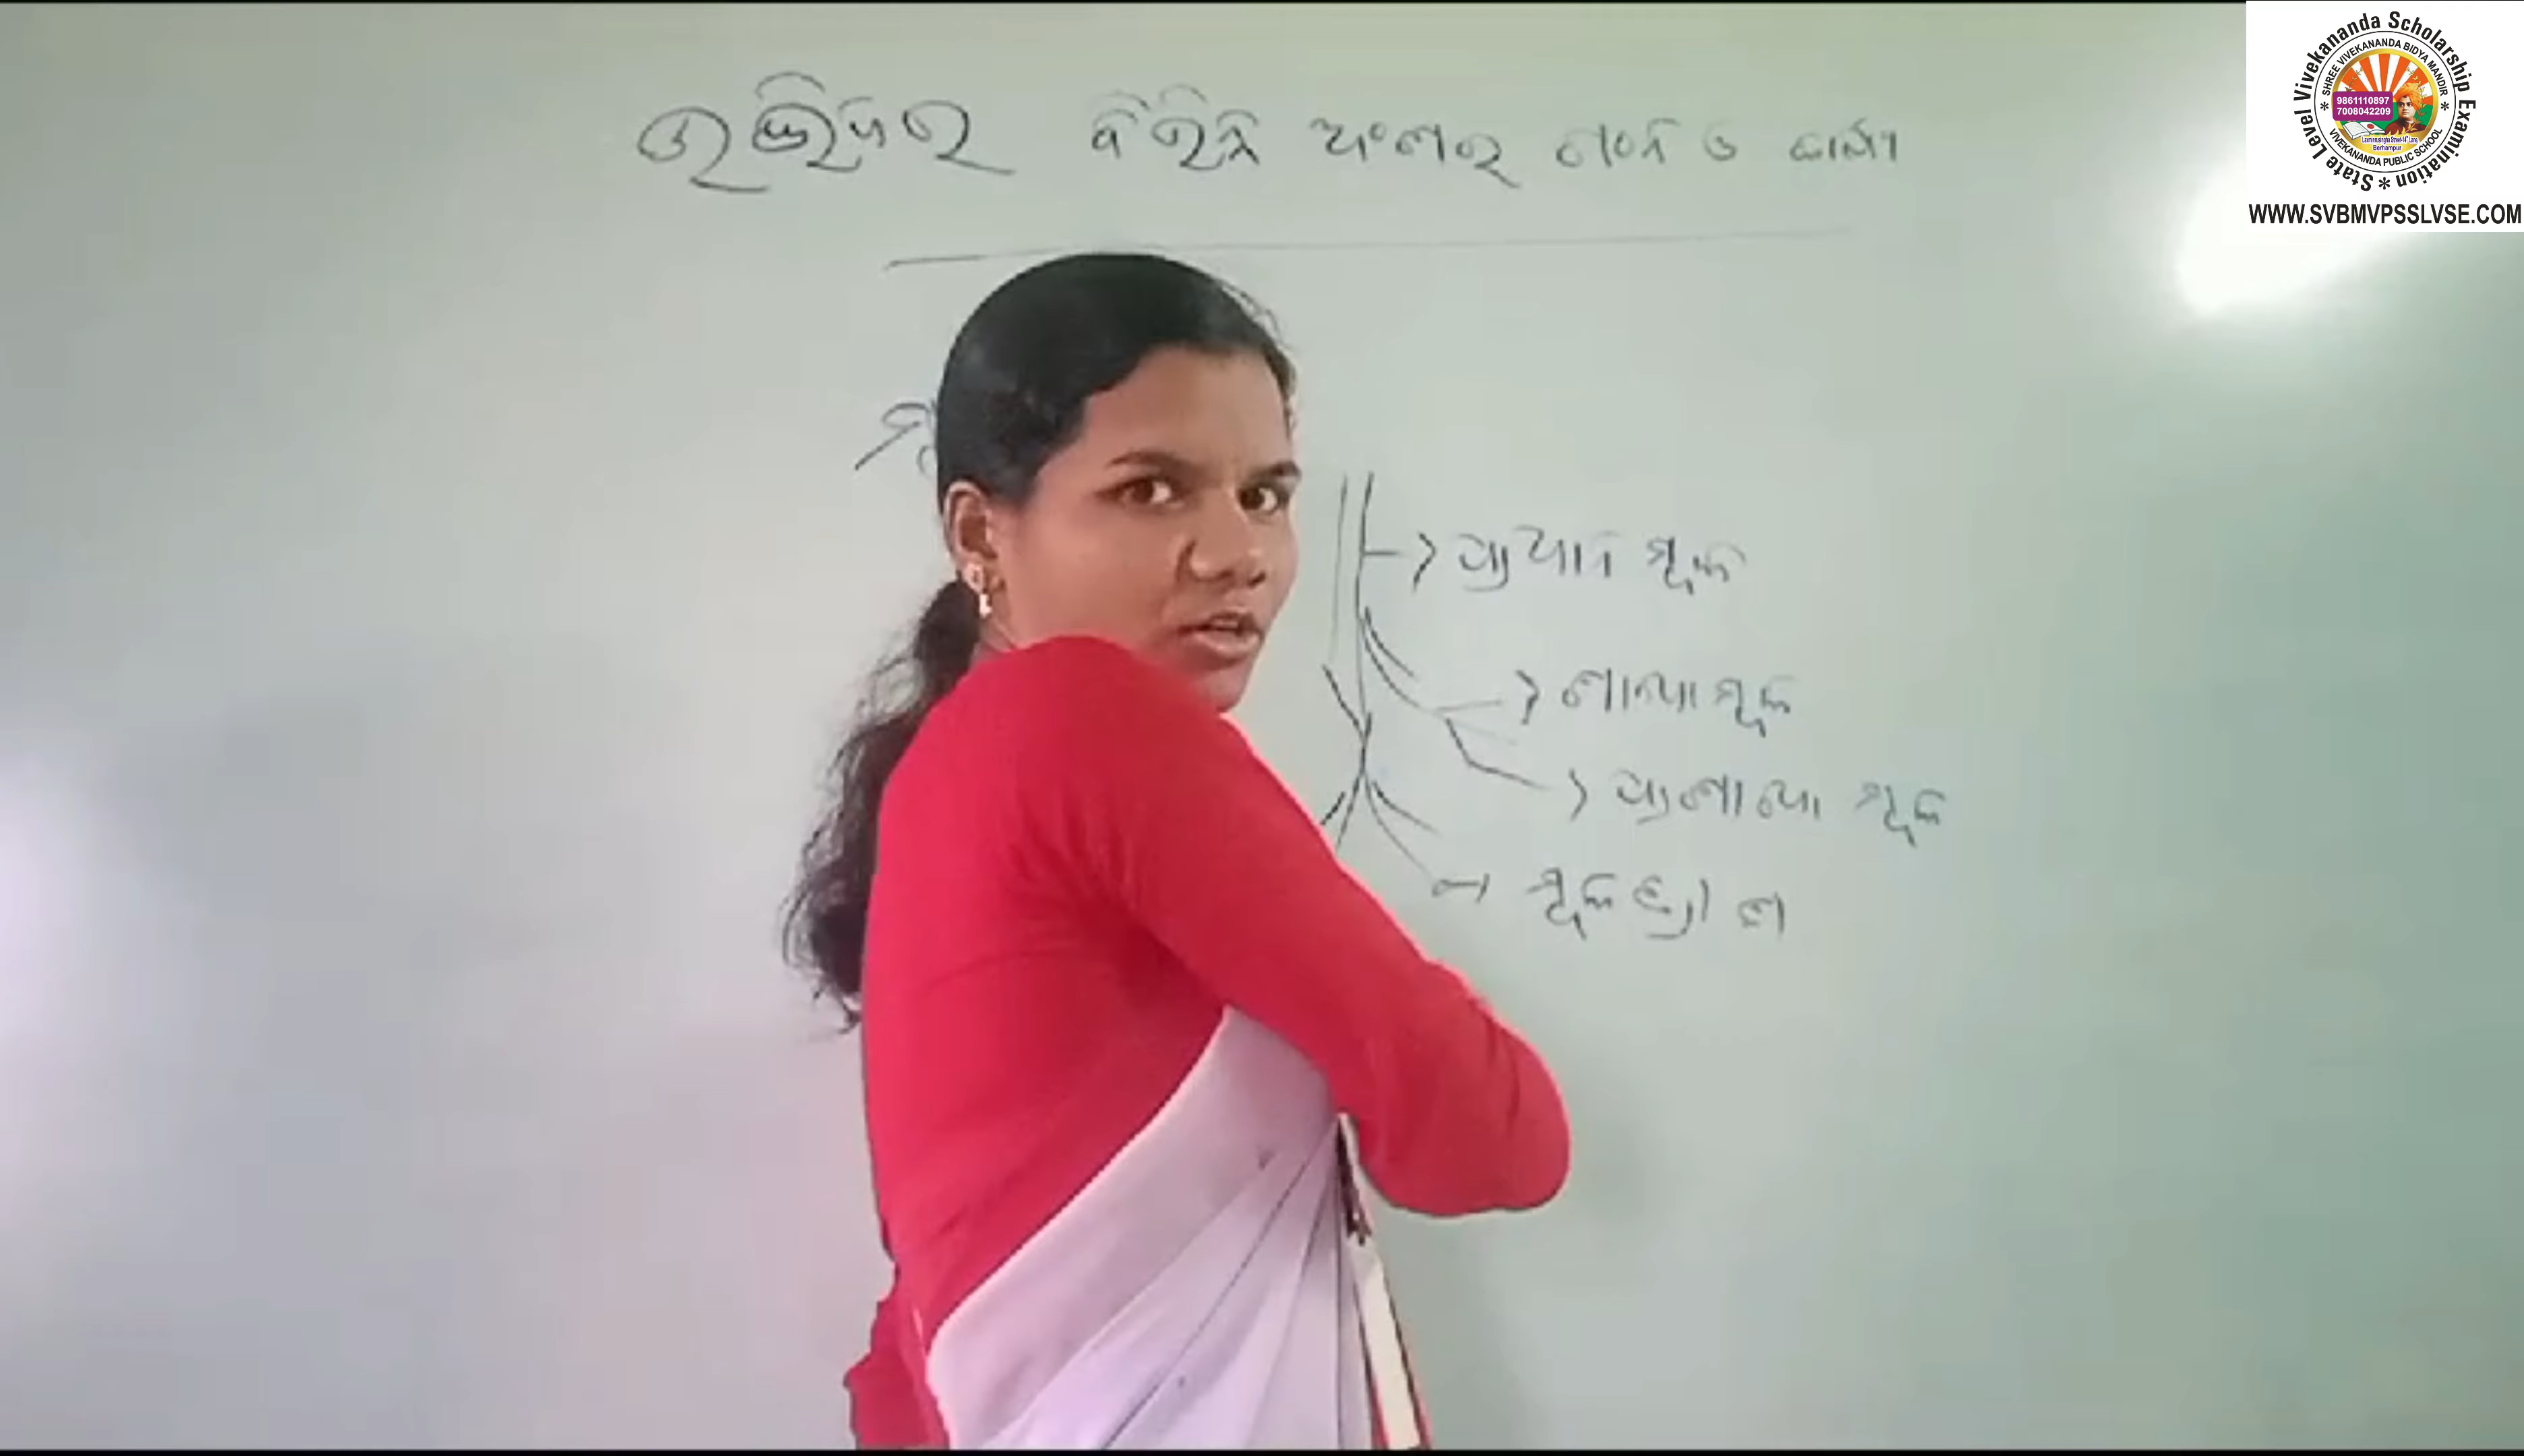 ଉଦ୍ଭିଦର ବିଭିନ୍ନ ଅଂଶର ଗଠନ ଓ କାର୍ଯ୍ୟ
ପ୍ରଧାନ ମୂଳ
ଶାଖା ମୂଳ
ପ୍ରଶାଖା ମୂଳ
ମୂଳତ୍ରାଣ
State Level Vivekananda Scholarship Examination
SHREE VIVEKANANDA BIDYA MANDIR
9861110897
7008042209
Berhampur
VIVEKANANDA PUBLIC SCHOOL
WWW.SVBMVPSSLVSE.COM